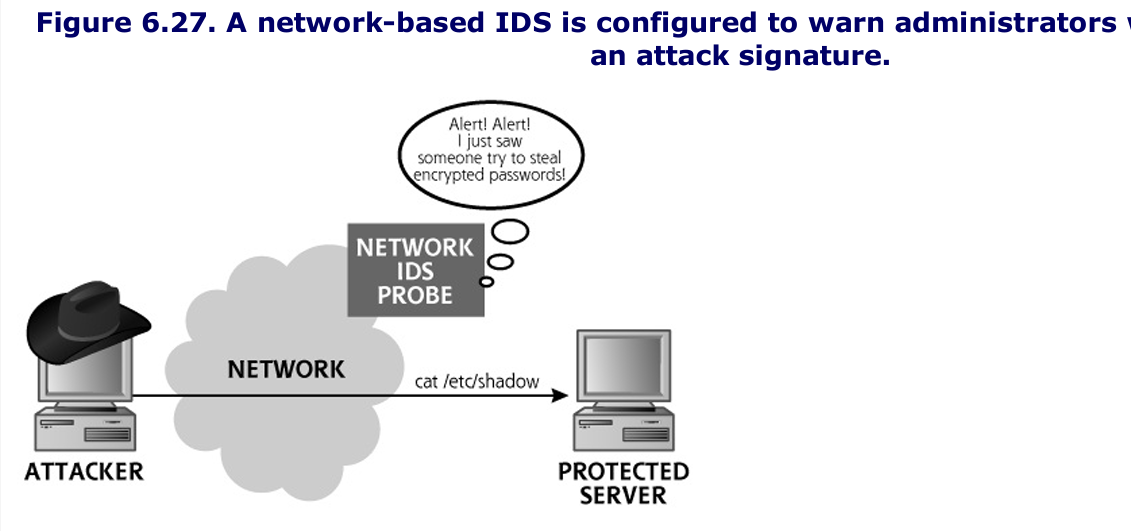 Figure 6.27. A network-based IDS is configured to warn administrators
an attack signature.
Alert! Alert!
I just saw
someone try to steal
encrypted passwords!
NETWORK
IDS
PROBE
NETWORK
cat /etc/shadow
ATTACKER
PROTECTED
SERVER